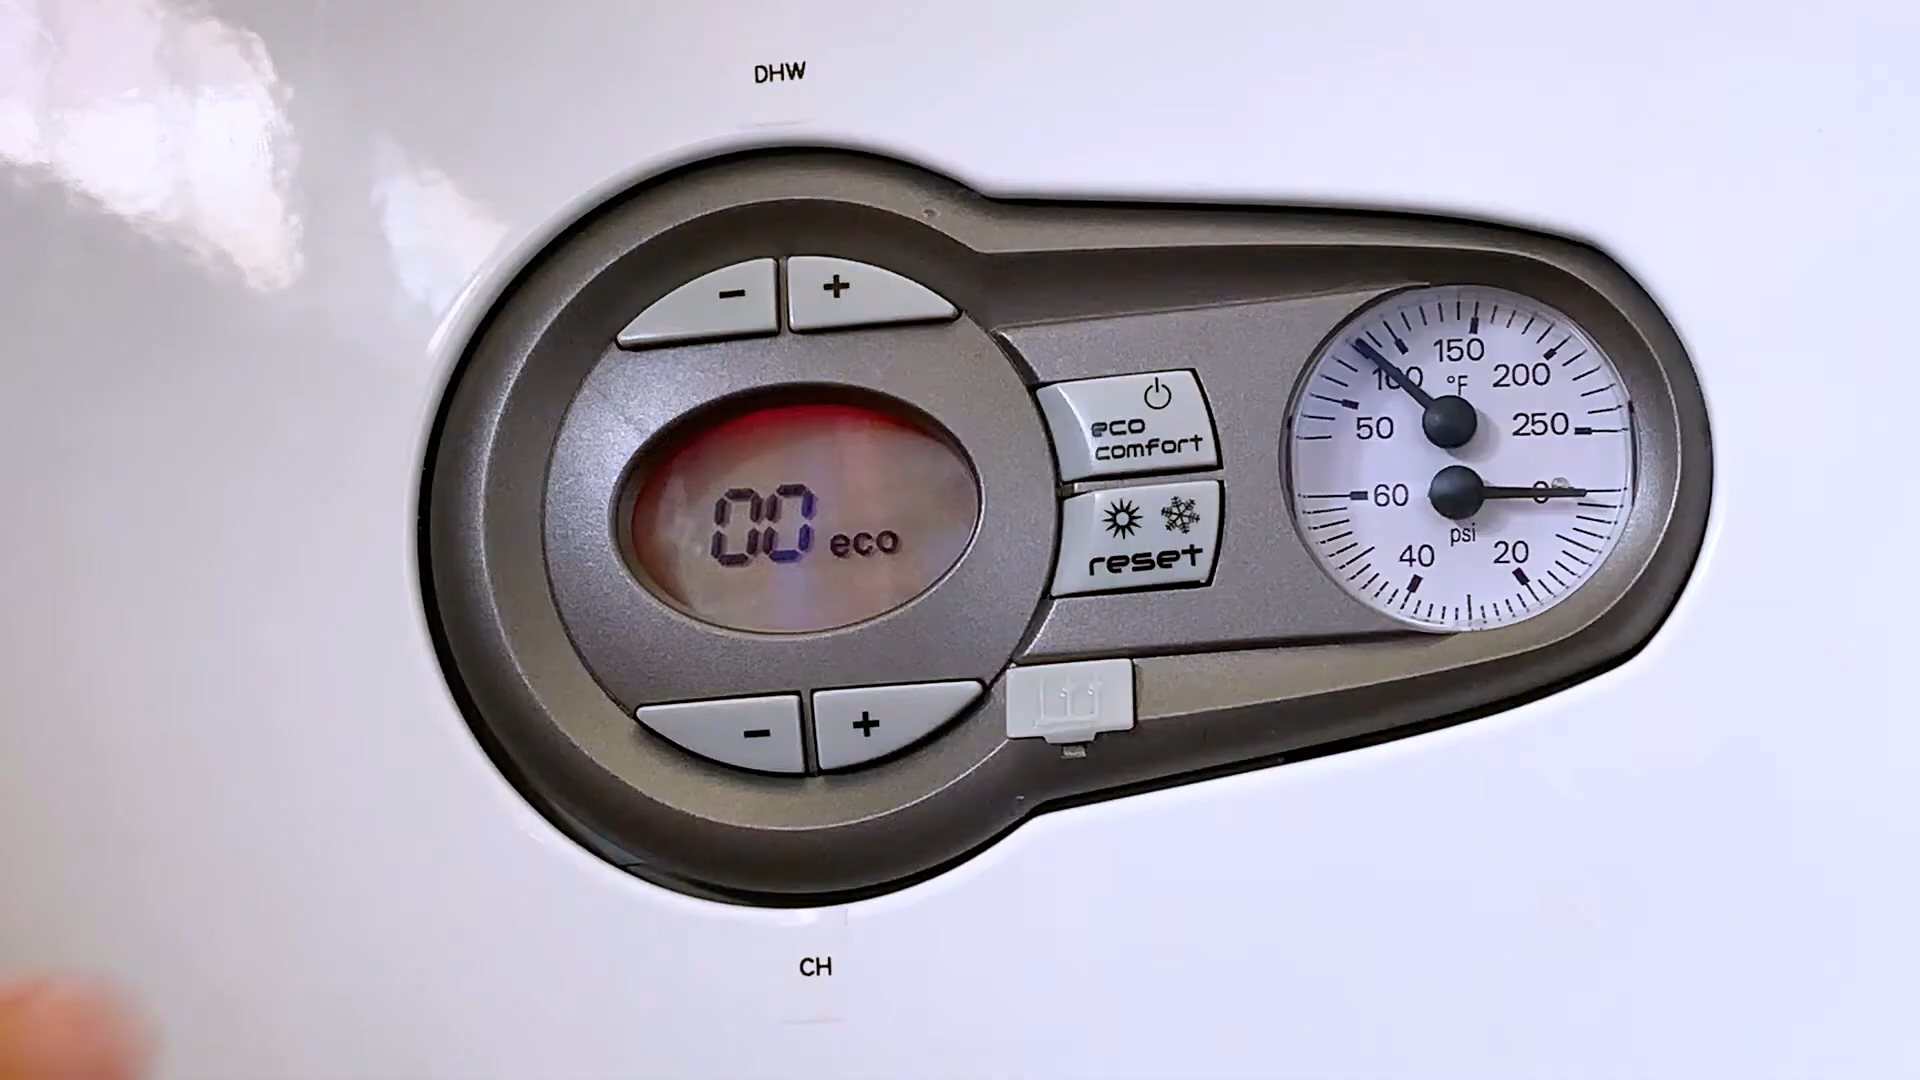 DHW
- +
00 eco
- +
eco
comfort
reset
50 100 150 200 250
°F
60 40 20 0
psi
CH